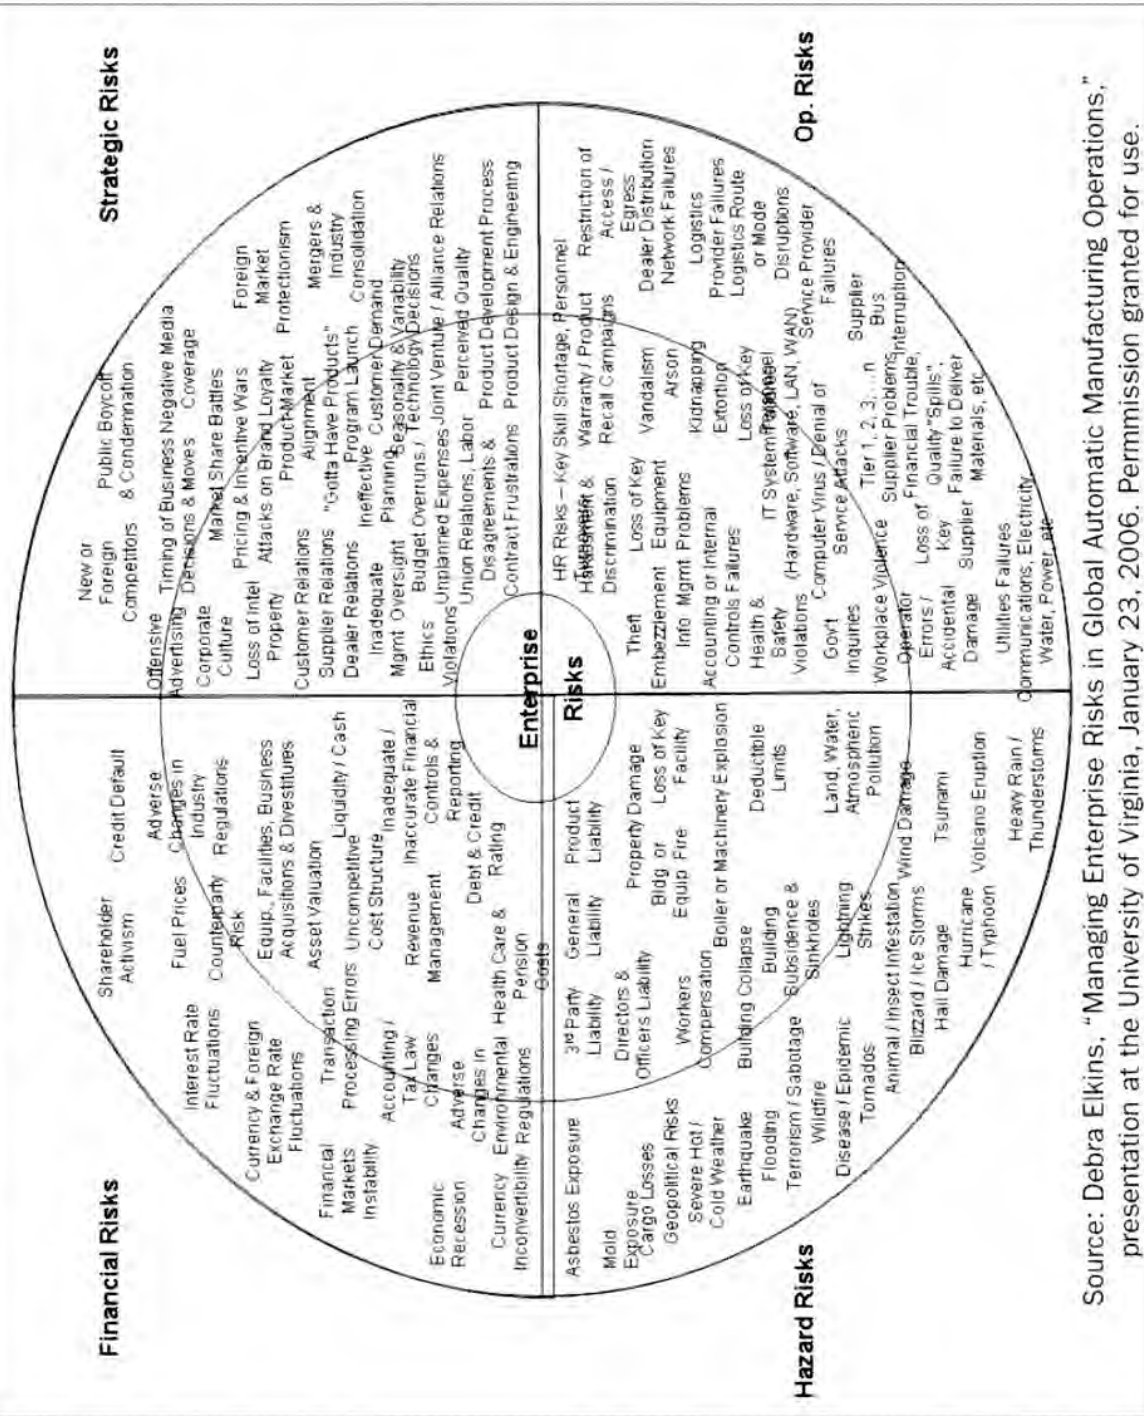 Financial Risks
Strategic Risks
Shareholder
Activism
Credit Default
Fuel Prices
Adverse
Changes in
Industry
Regulations
Interest Rate
Fluctuations
Counterparty
Risk
Currency & Foreign
Exchange Rate
Fluctuations
Equip., Facilities, Business
Acquisitions & Divestitures
Asset Valuation
Liquidity / Cash
Financial
Markets
Instability
Transaction
Processing Errors
Uncompetitive
Cost Structure
Inadequate /
Inaccurate Financial
Controls &
Reporting
Accounting /
Tax Law
Changes
Revenue
Management
Economic
Recession
Adverse
Changes in
Environmental
Regulations
Debt & Credit
Rating
Health Care &
Pension
Costs
Currency
Inconvertibility
New or
Foreign
Competitors
Public Boycott
& Condemnation
Offensive
Advertising
Timing of Business
Decisions & Moves
Negative Media
Coverage
Corporate
Culture
Market Share Battles
Pricing & Incentive Wars
Foreign
Market
Protectionism
Loss of Intel
Property
Attacks on Brand Loyalty
Product-Market
Alignment
Customer Relations
Supplier Relations
Dealer Relations
"Gotta Have Products"
Program Launch
Mergers &
Industry
Consolidation
Ineffective
Planning
Customer Demand
Seasonality & Variability
Inadequate
Mgmt Oversight
Budget Overruns /
Unplanned Expenses
Technology Decisions
Ethics
Violations
Joint Venture / Alliance Relations
Union Relations, Labor
Disagreements &
Contract Frustrations
Perceived Quality
Product Development Process
Product Design & Engineering
Enterprise
Risks
Asbestos Exposure
3rd Party
Liability
General
Liability
Product
Liability
Mold
Exposure
Directors &
Officers Liability
Property Damage
Cargo Losses
Geopolitical Risks
Bldg or
Equip Fire
Loss of Key
Facility
Severe Hot /
Cold Weather
Workers
Compensation
Boiler or Machinery Explosion
Earthquake
Building Collapse
Deductible
Limits
Flooding
Building
Subsidence &
Sinkholes
Terrorism / Sabotage
Wildfire
Land, Water,
Atmospheric
Pollution
Disease / Epidemic
Lightning
Strikes
Tornados
Animal / Insect Infestation
Wind Damage
Blizzard / Ice Storms
Hail Damage
Tsunami
Hurricane
/ Typhoon
Volcano Eruption
Heavy Rain /
Thunderstorms
HR Risks – Key Skill Shortage, Personnel
Harassment &
Discrimination
Warranty / Product
Recall Campaigns
Restriction of
Access /
Egress
Theft
Loss of Key
Equipment
Vandalism
Arson
Dealer Distribution
Network Failures
Embezzlement
Info Mgmt Problems
Kidnapping
Extortion
Logistics
Provider Failures
Accounting or Internal
Controls Failures
Loss of Key
Logistics Route
or Mode
Disruptions
Health &
Safety
Violations
IT System
(Hardware, Software, LAN, WAN)
Service Provider
Failures
Gov't
Inquiries
Computer Virus / Denial of
Service Attacks
Supplier
Bus
Interruption
Workplace Violence
Tier 1, 2, 3, ...n
Supplier Problems:
Financial Trouble,
Quality "Spills",
Failure to Deliver
Materials, etc
Operator
Errors /
Accidental
Damage
Loss of
Key
Supplier
Utilities Failures
Communications, Electricity,
Water, Power, etc
Hazard Risks
Op. Risks
Source: Debra Elkins, "Managing Enterprise Risks in Global Automatic Manufacturing Operations,"
presentation at the University of Virginia, January 23, 2006. Permission granted for use.